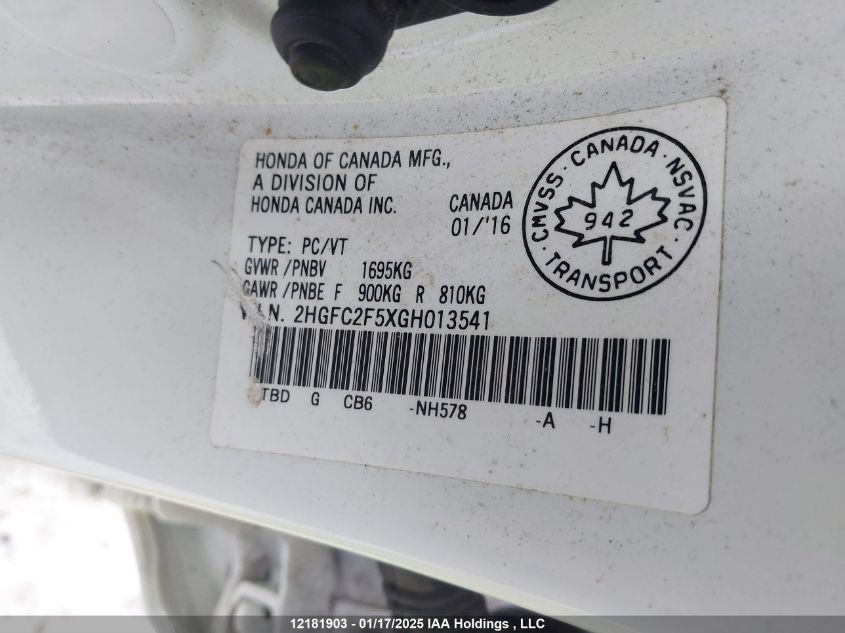 HONDA OF CANADA MFG.,
A DIVISION OF
HONDA CANADA INC.
CANADA
01/'16
TYPE: PC/VT
GVWR/PNBV 1695KG
GAWR/PNBE F 900KG R 810KG
V.I.N. 2HGFC2F5XGH013541
TBD G CB6 -NH578 -A -H
CMVSS · CANADA · NSVAC · TRANSPORT ·
942
12181903 - 01/17/2025 IAA Holdings , LLC